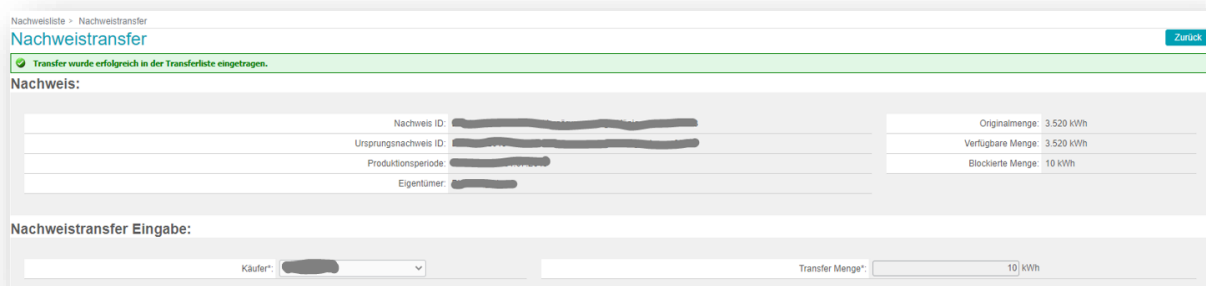 Nachweisliste > Nachweistransfer
Nachweistransfer
Zurück
Transfer wurde erfolgreich in der Transferliste eingetragen.
Nachweis:
Nachweis ID:
Originalmenge: 3.520 kWh
Ursprungsnachweis ID:
Verfügbare Menge: 3.520 kWh
Produktionsperiode:
Blockierte Menge: 10 kWh
Eigentümer:
Nachweistransfer Eingabe:
Käufer*:
Transfer Menge*: 10 kWh